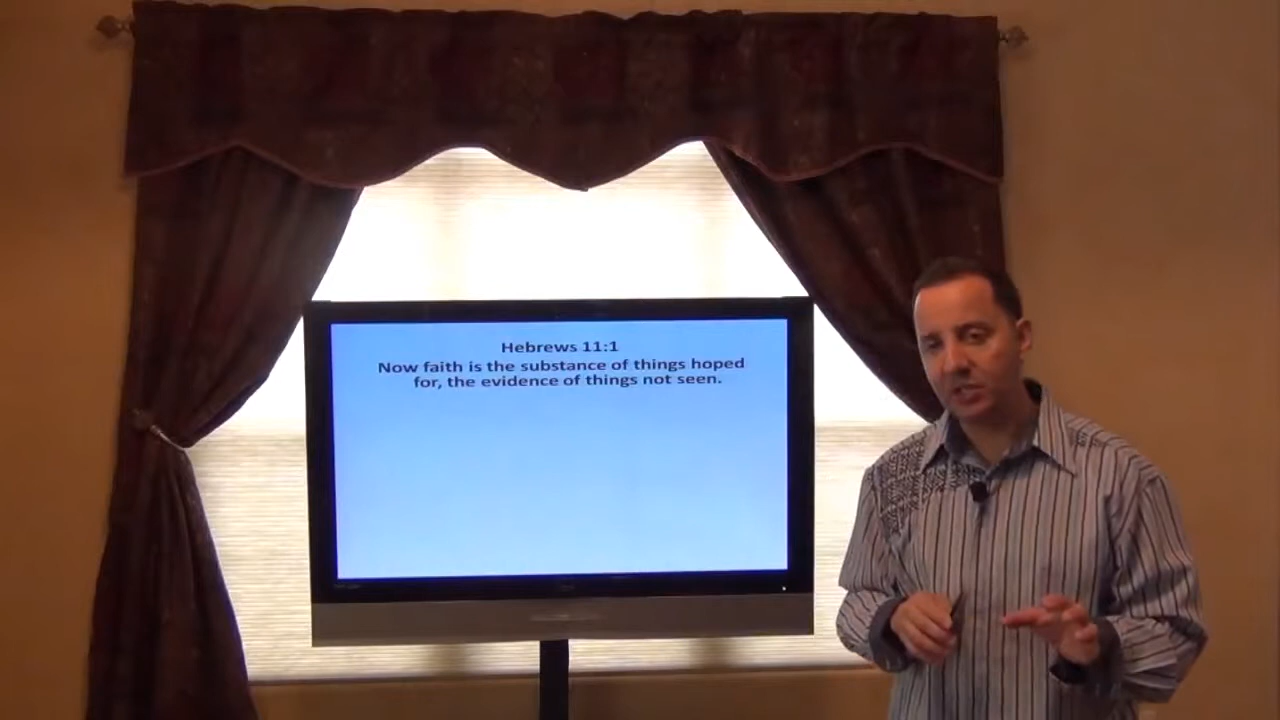 Hebrews 11:1
Now faith is the substance of things hoped
for, the evidence of things not seen.